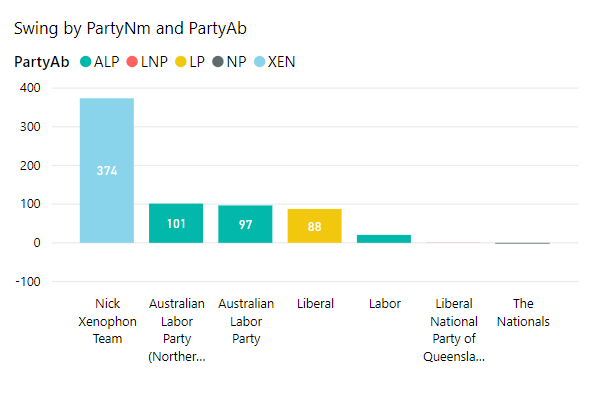 Swing by PartyNm and PartyAb
PartyAb ALP LNP LP NP XEN
400
300
200
100
0
-100
374
101
97
88
Nick
Xenophon
Team
Australian
Labor
Party
(Norther...
Australian
Labor
Party
Liberal
Labor
Liberal
National
Party of
Queensla...
The
Nationals